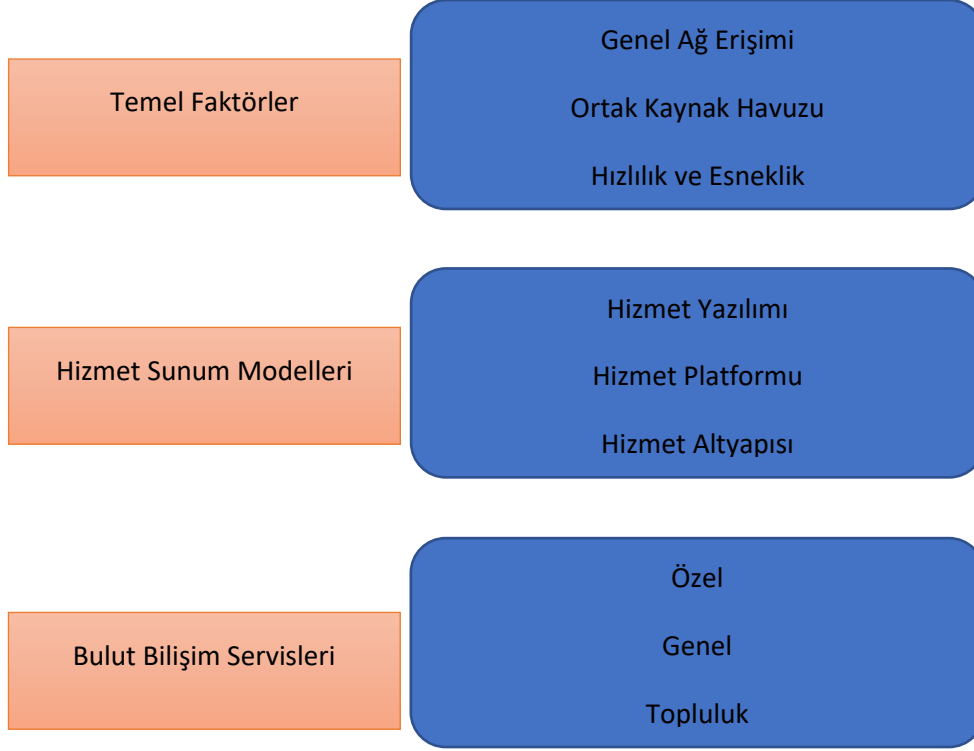 Temel Faktörler
Genel Ağ Erişimi
Ortak Kaynak Havuzu
Hızlılık ve Esneklik
Hizmet Sunum Modelleri
Hizmet Yazılımı
Hizmet Platformu
Hizmet Altyapısı
Bulut Bilişim Servisleri
Özel
Genel
Topluluk